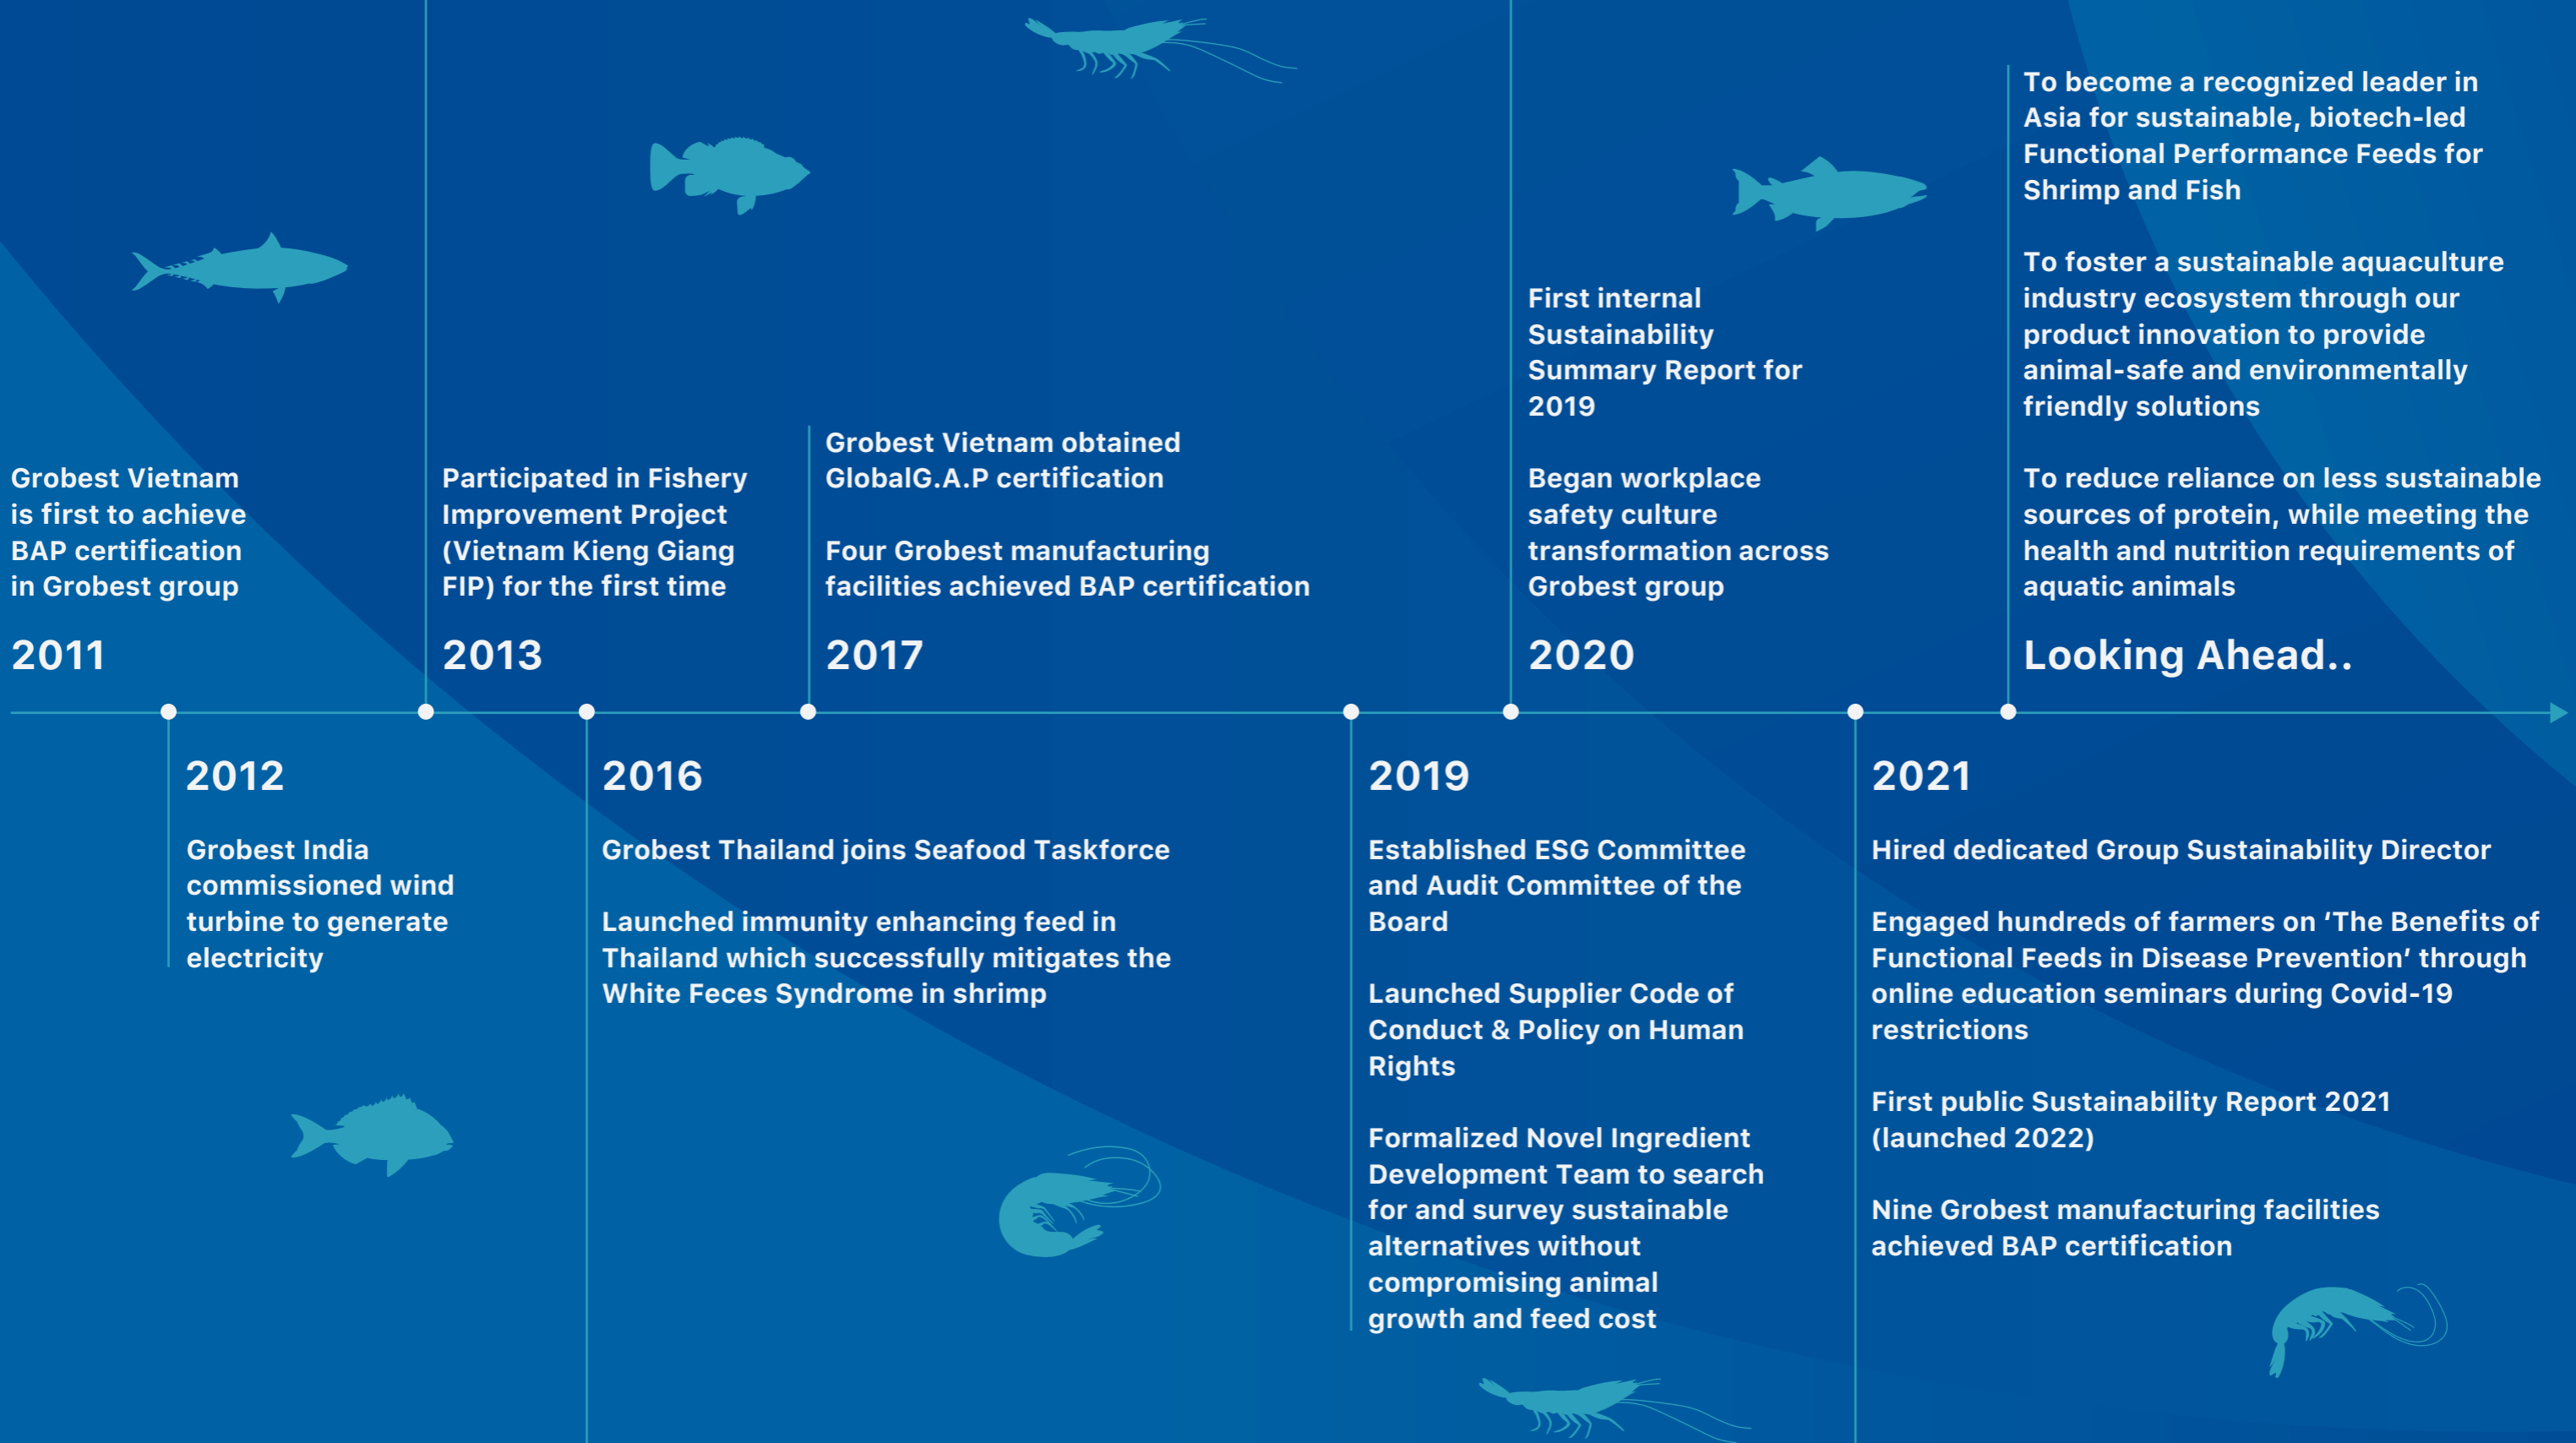 Grobest Vietnam
is first to achieve
BAP certification
in Grobest group
2011
2012
Grobest India
commissioned wind
turbine to generate
electricity
Participated in Fishery
Improvement Project
(Vietnam Kieng Giang
FIP) for the first time
2013
2016
Grobest Thailand joins Seafood Taskforce
Launched immunity enhancing feed in
Thailand which successfully mitigates the
White Feces Syndrome in shrimp
Grobest Vietnam obtained
GlobalG.A.P certification
Four Grobest manufacturing
facilities achieved BAP certification
2017
2019
Established ESG Committee
and Audit Committee of the
Board
Launched Supplier Code of
Conduct & Policy on Human
Rights
Formalized Novel Ingredient
Development Team to search
for and survey sustainable
alternatives without
compromising animal
growth and feed cost
First internal
Sustainability
Summary Report for
2019
Began workplace
safety culture
transformation across
Grobest group
2020
2021
Hired dedicated Group Sustainability Director
Engaged hundreds of farmers on ‘The Benefits of
Functional Feeds in Disease Prevention’ through
online education seminars during Covid-19
restrictions
First public Sustainability Report 2021
(launched 2022)
Nine Grobest manufacturing facilities
achieved BAP certification
To become a recognized leader in
Asia for sustainable, biotech-led
Functional Performance Feeds for
Shrimp and Fish
To foster a sustainable aquaculture
industry ecosystem through our
product innovation to provide
animal-safe and environmentally
friendly solutions
To reduce reliance on less sustainable
sources of protein, while meeting the
health and nutrition requirements of
aquatic animals
Looking Ahead..